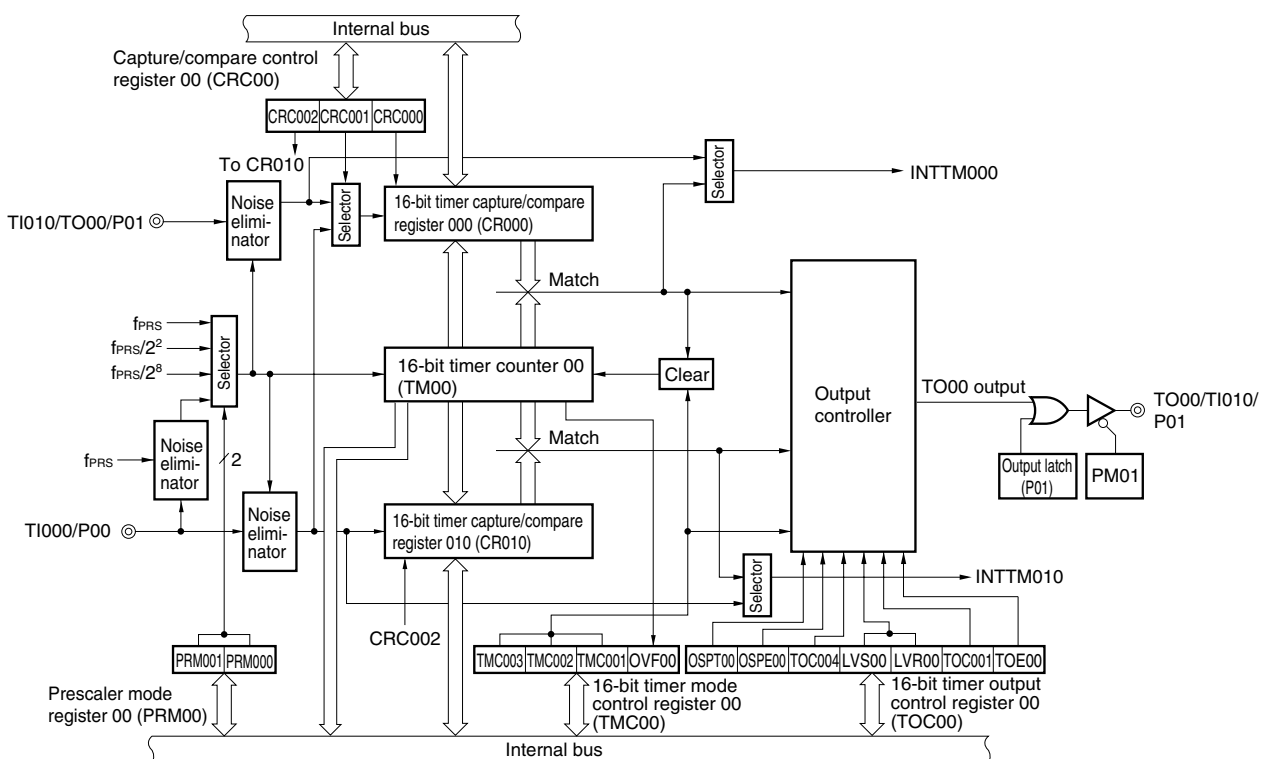 Internal bus
Capture/compare control
register 00 (CRC00)
CRC002 CRC001 CRC000
To CR010
TI010/TO00/P01
Noise
elimi-
nator
Selector
16-bit timer capture/compare
register 000 (CR000)
Selector
INTTM000
Match
fPRS
fPRS/2²
fPRS/2⁸
Selector
16-bit timer counter 00
(TM00)
Clear
Output
controller
TO00 output
TO00/TI010/
P01
Output latch
(P01)
PM01
fPRS
Noise
elimi-
nator
2
Match
TI000/P00
Noise
elimi-
nator
16-bit timer capture/compare
register 010 (CR010)
Selector
INTTM010
CRC002
PRM001 PRM000
TMC003 TMC002 TMC001 OVF00
OSPT00 OSPE00 TOC004 LVS00 LVR00 TOC001 TOE00
Prescaler mode
register 00 (PRM00)
16-bit timer mode
control register 00
(TMC00)
16-bit timer output
control register 00
(TOC00)
Internal bus